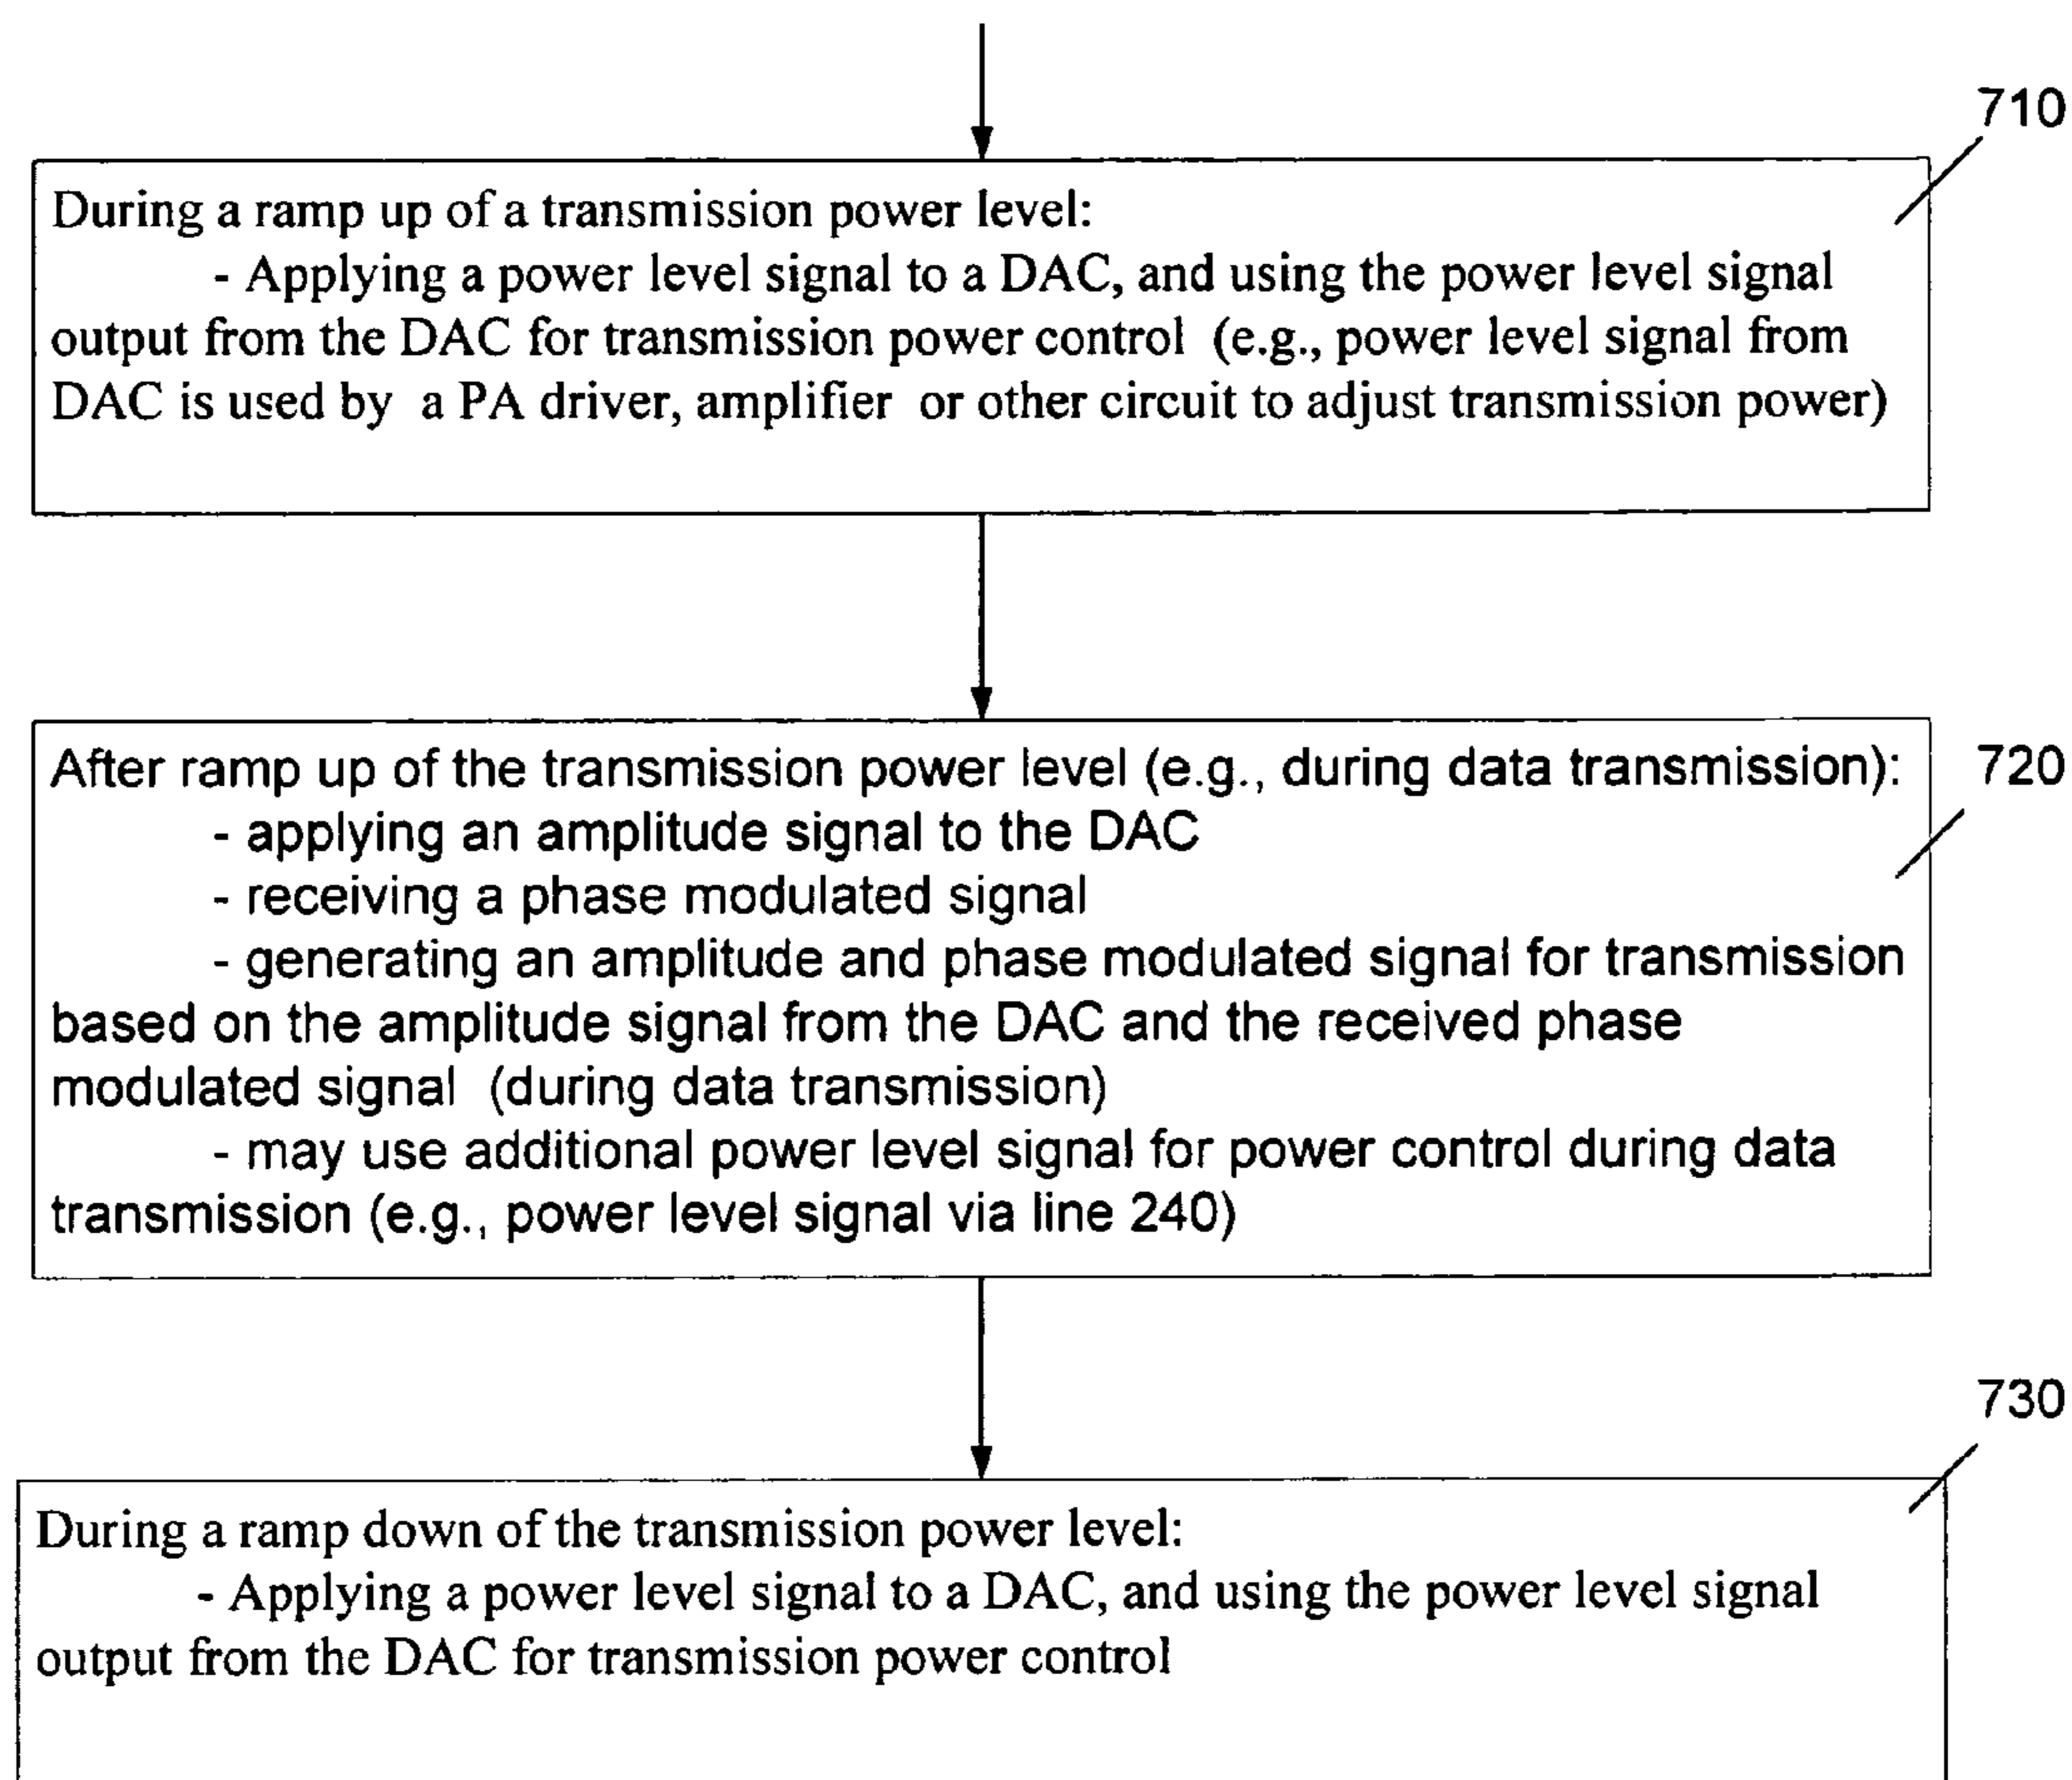 710
During a ramp up of a transmission power level:
- Applying a power level signal to a DAC, and using the power level signal
output from the DAC for transmission power control (e.g., power level signal from
DAC is used by a PA driver, amplifier or other circuit to adjust transmission power)
After ramp up of the transmission power level (e.g., during data transmission):
720
- applying an amplitude signal to the DAC
- receiving a phase modulated signal
- generating an amplitude and phase modulated signal for transmission
based on the amplitude signal from the DAC and the received phase
modulated signal (during data transmission)
- may use additional power level signal for power control during data
transmission (e.g., power level signal via line 240)
730
During a ramp down of the transmission power level:
- Applying a power level signal to a DAC, and using the power level signal
output from the DAC for transmission power control